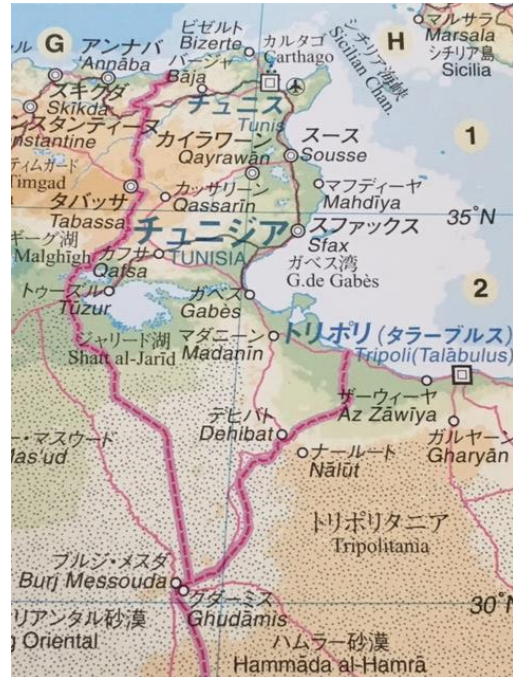 ビゼルト
Bizerte
マルサラ
Marsala
シチリア島
Sicilia
シチリア海峡
Sicilian Chan.
G
H
アンナバ
Annāba
カルタゴ
Carthago
バージャ
Bāja
スキクダ
Skīkda
チュニス
Tunis
1
スタンティーヌ
nstantine
カイラワーン
Qayrawān
スース
Sousse
ティムガード
Timgad
カッサリーン
Qassarīn
マフディーヤ
Mahdīya
タバッサ
Tabassa
35°N
チュニジア
TUNISIA
スファックス
Sfax
ギーグ湖
Malghīgh
カフサ
Qafsa
ガベス湾
G.de Gabès
2
トゥーズル
Tūzur
ガベス
Gabès
ジャリード湖
Shaṭṭ al-Jarīd
マダニーン
Madanīn
トリポリ(タラーブルス)
Tripoli(Talābulus)
ザーウィーヤ
Az Zāwīya
ー・マスウード
Mas'ud
デヒバト
Dehibat
ガルヤーン
Gharyān
ナールート
Nālūt
トリポリタニア
Tripolitania
ブルジ・メスダ
Burj Messouda
グダーミス
Ghudāmis
30°N
リアンタル砂漠
g Oriental
ハムラー砂漠
Hammāda al-Hamrā